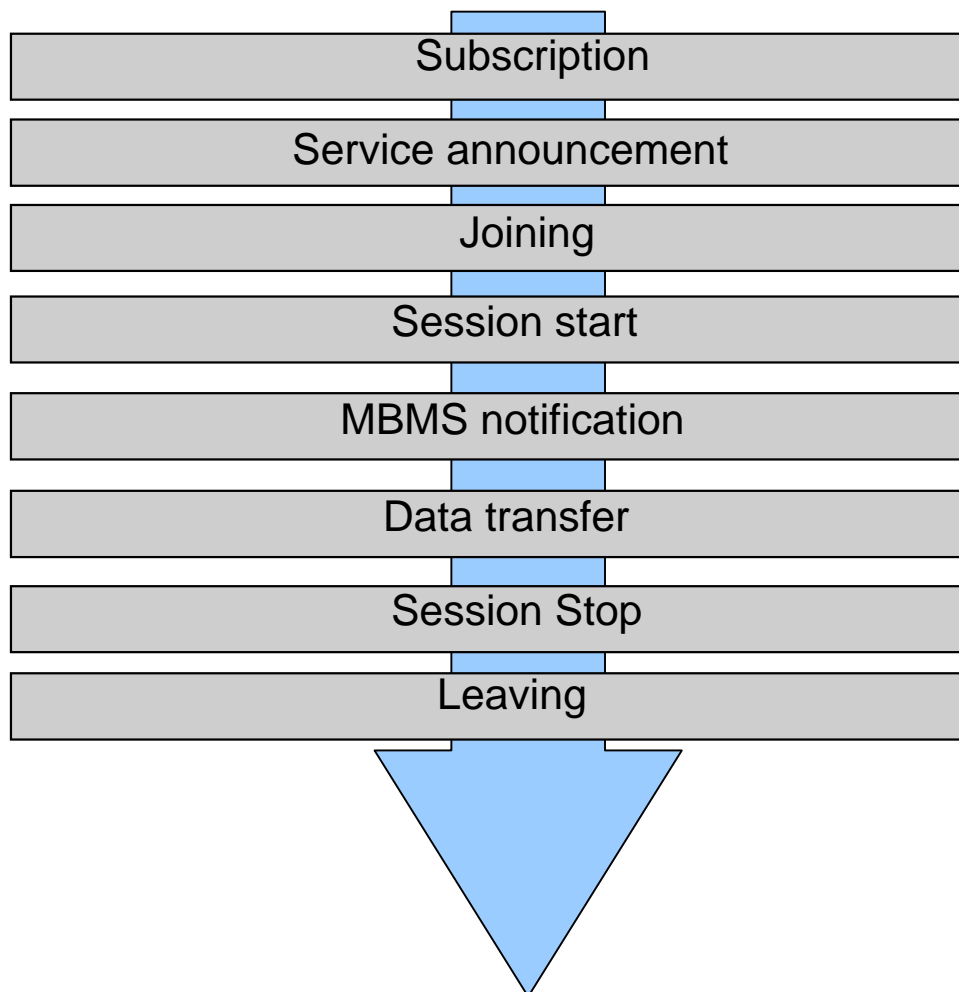 Subscription
Service announcement
Joining
Session start
MBMS notification
Data transfer
Session Stop
Leaving